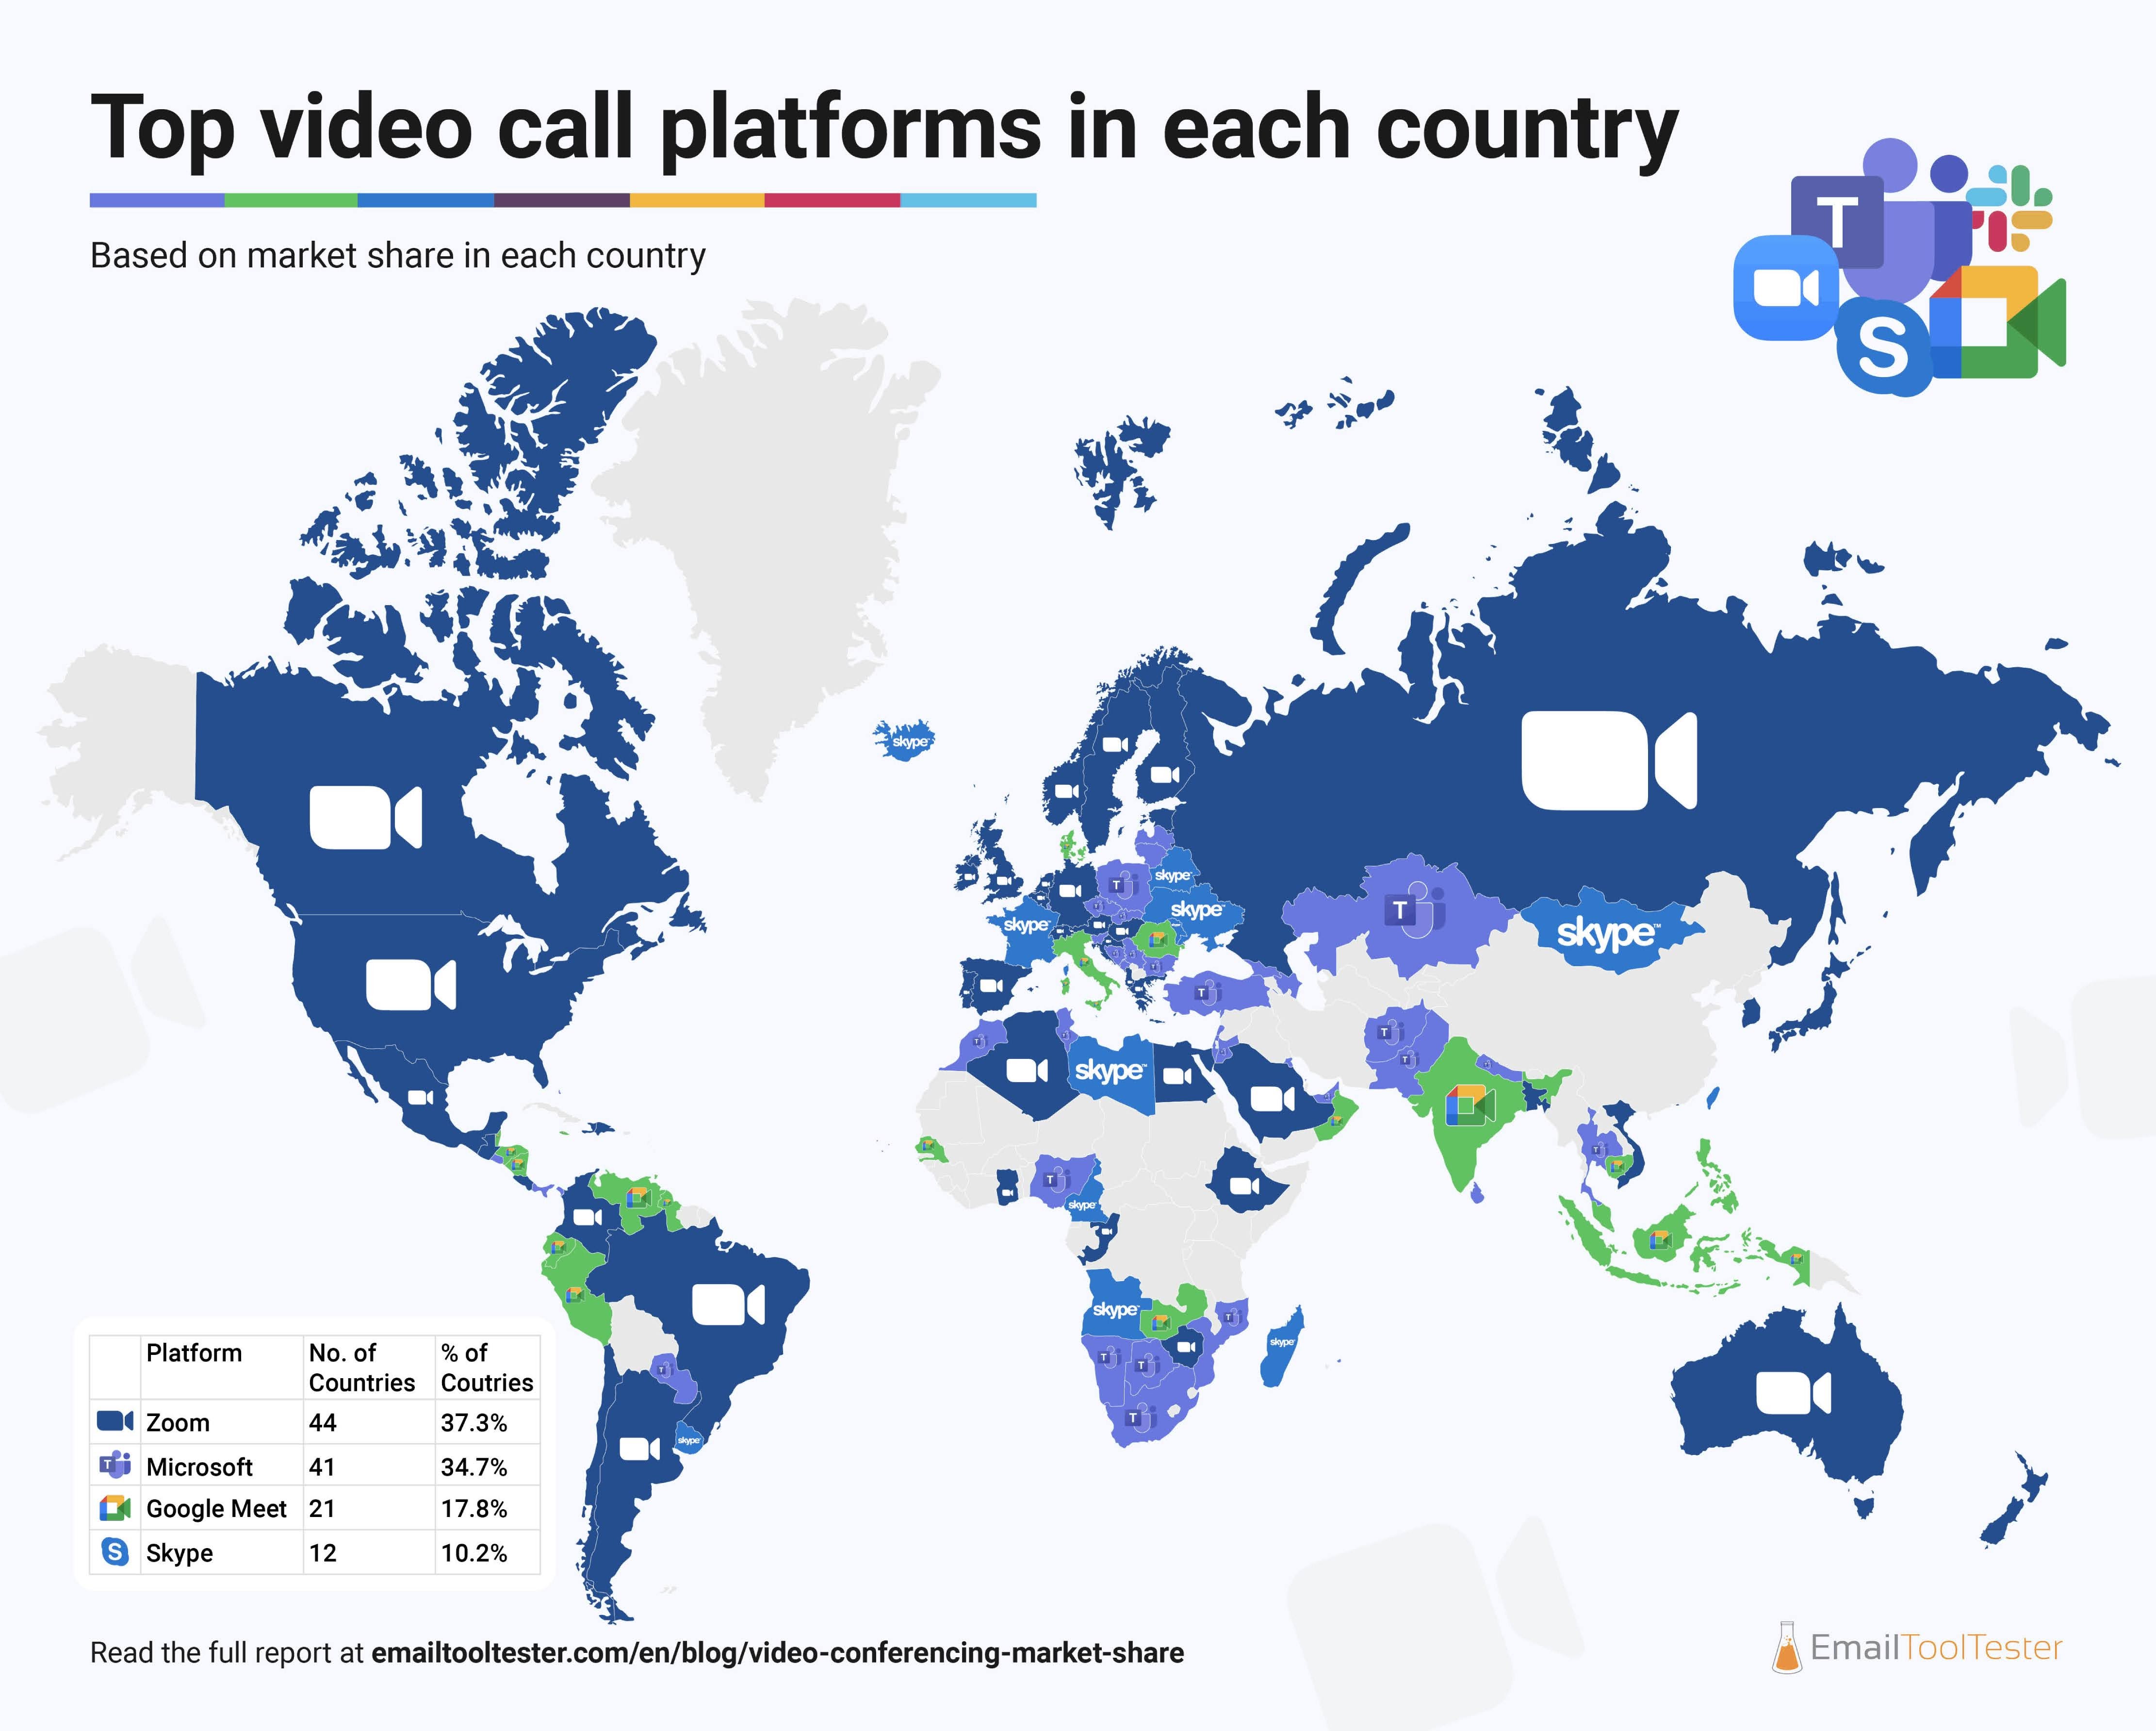 Top video call platforms in each country
Based on market share in each country
T
S
skype
T
skype
skype
skype
T
skype™
T
T
T
T
skype™
T
skype
skype
T
T
T
T
T
skype
skype
Platform No. of Countries % of Coutries
Zoom 44 37.3%
T Microsoft 41 34.7%
Google Meet 21 17.8%
S Skype 12 10.2%
Read the full report at emailtooltester.com/en/blog/video-conferencing-market-share
EmailToolTester